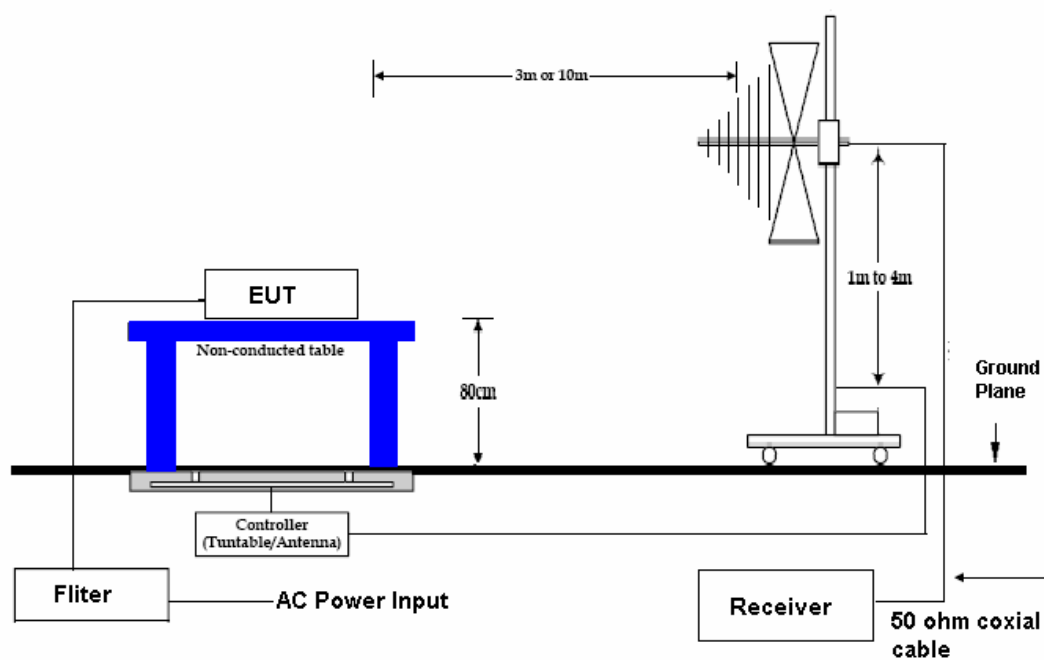 3m or 10m
EUT
1m to 4m
Non-conducted table
80cm
Ground
Plane
Controller
(Tuntable/Antenna)
Fliter
AC Power Input
Receiver
50 ohm coxial
cable